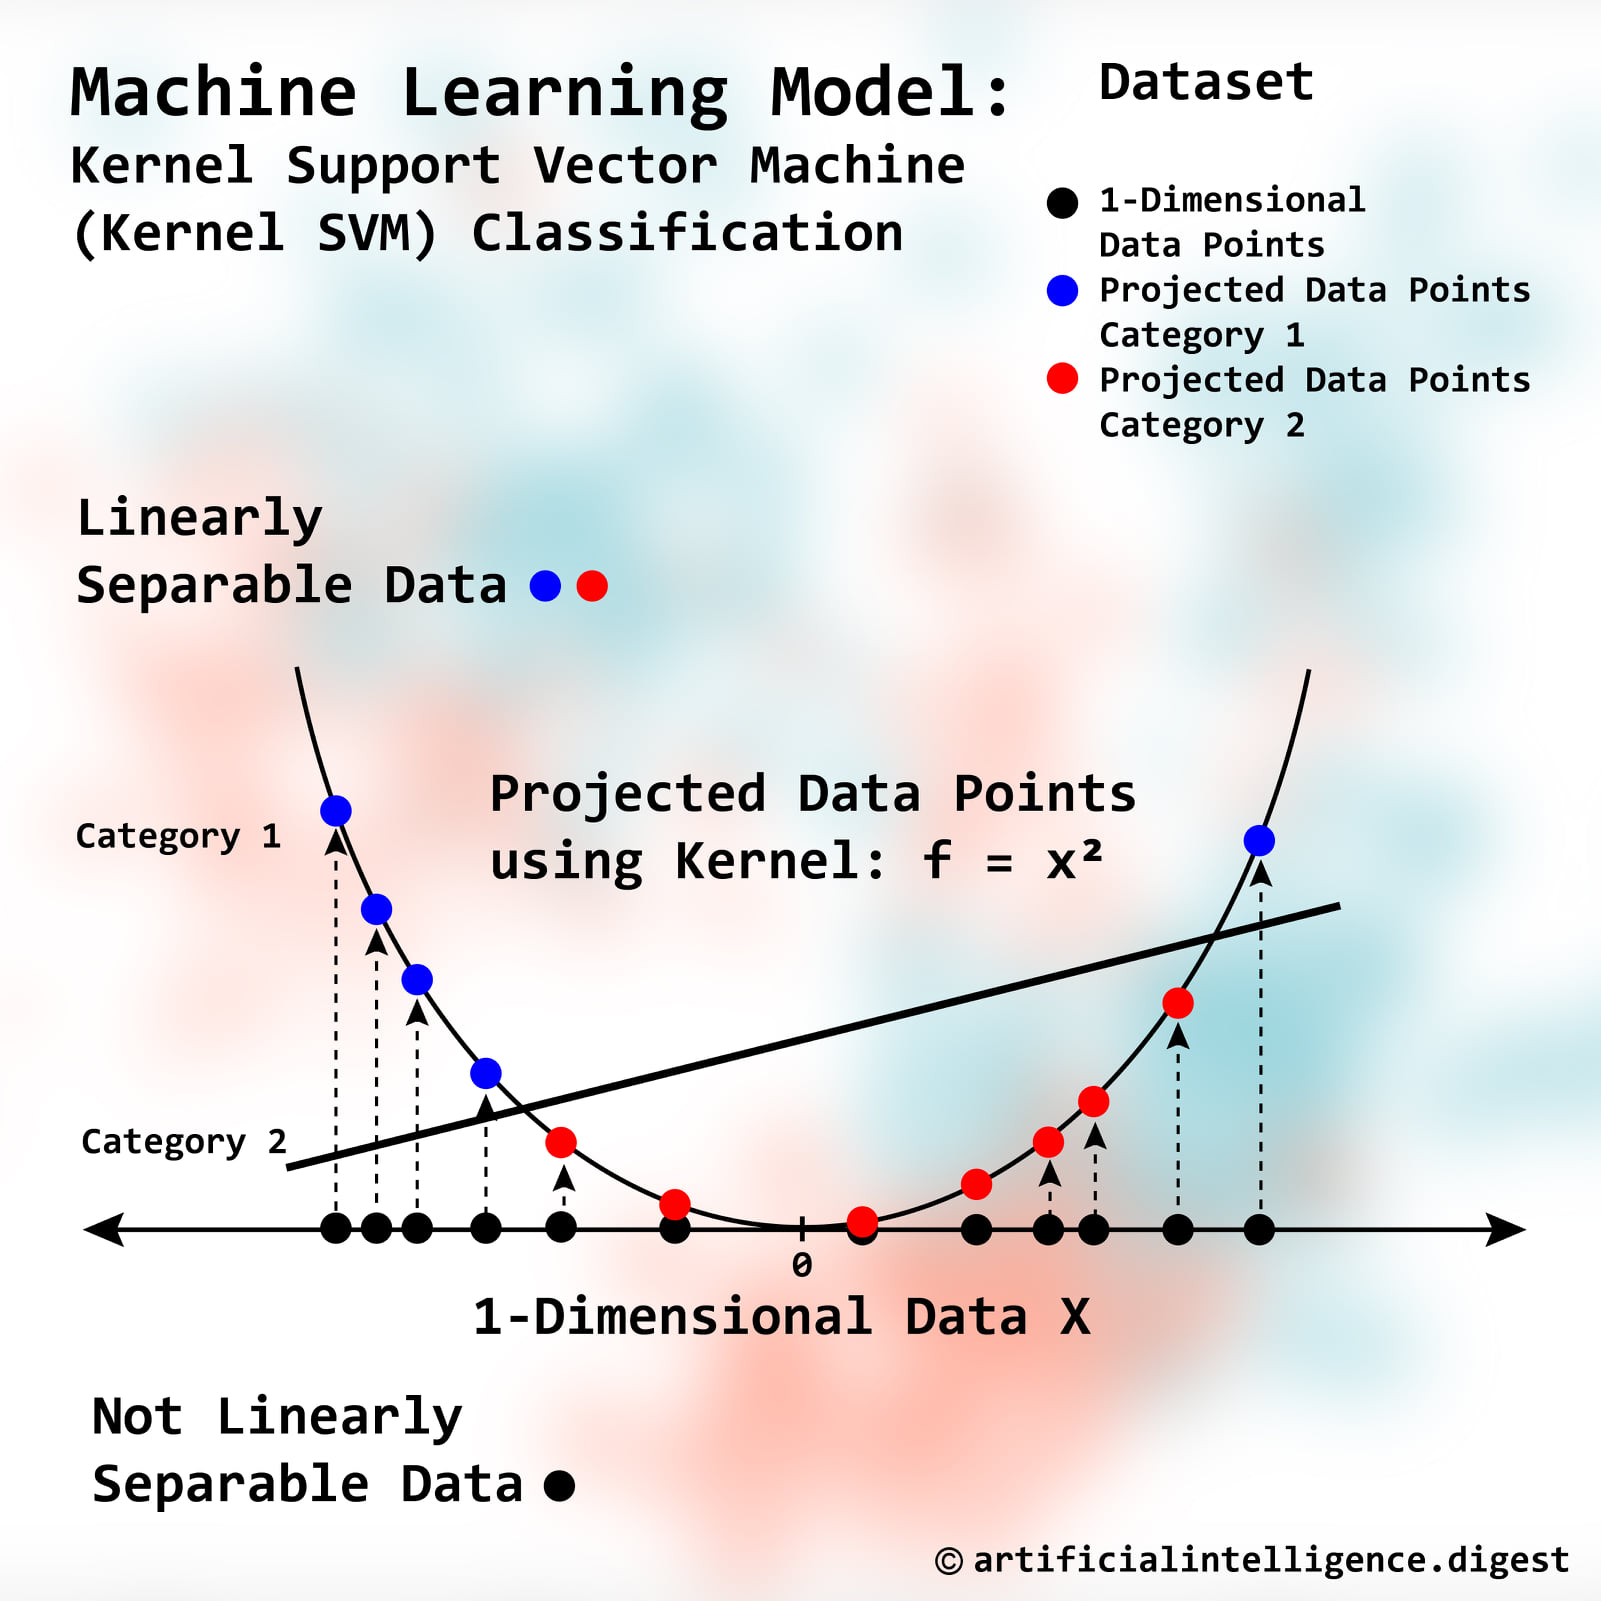 Machine Learning Model:
Kernel Support Vector Machine
(Kernel SVM) Classification
Dataset
1-Dimensional
Data Points
Projected Data Points
Category 1
Projected Data Points
Category 2
Linearly
Separable Data
Projected Data Points
using Kernel: f = x²
Category 1
Category 2
0
1-Dimensional Data X
Not Linearly
Separable Data
© artificialintelligence.digest